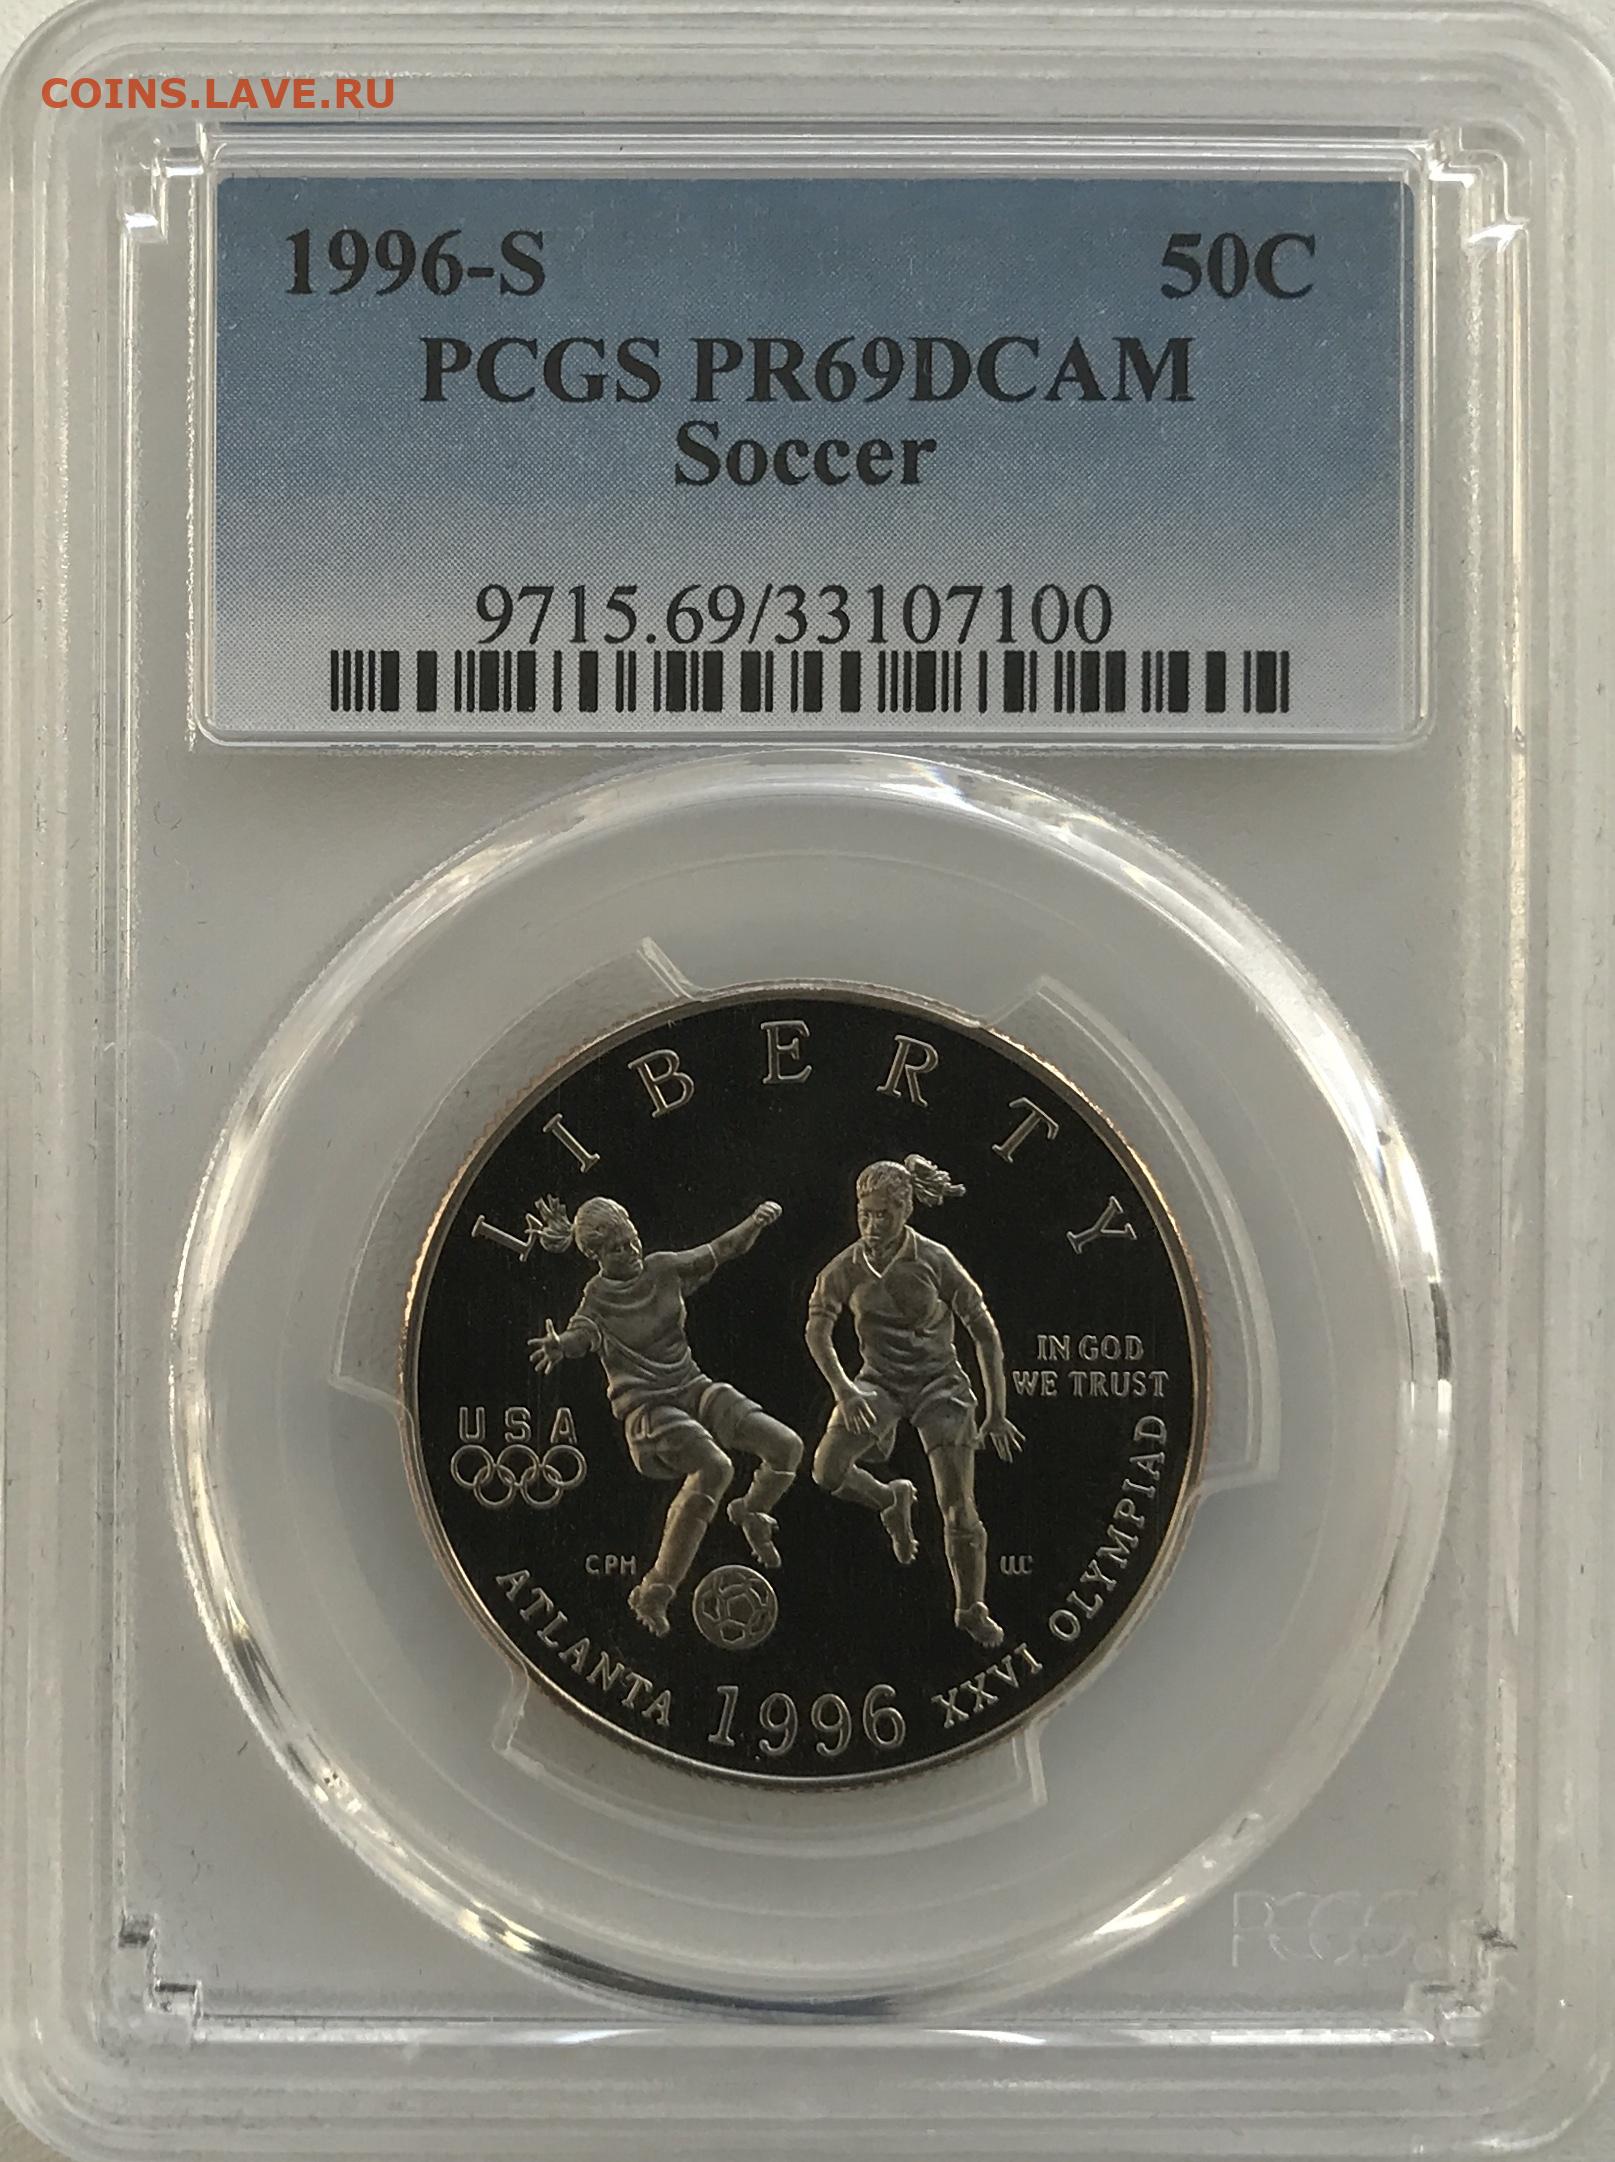 COINS.LAVE.RU
1996-S 50C
PCGS PR69DCAM
Soccer
9715.69/33107100
LIBERTY
IN GOD
WE TRUST
USA
CPH
ATLANTA 1996 XXVI OLYMPIAD
PCGS